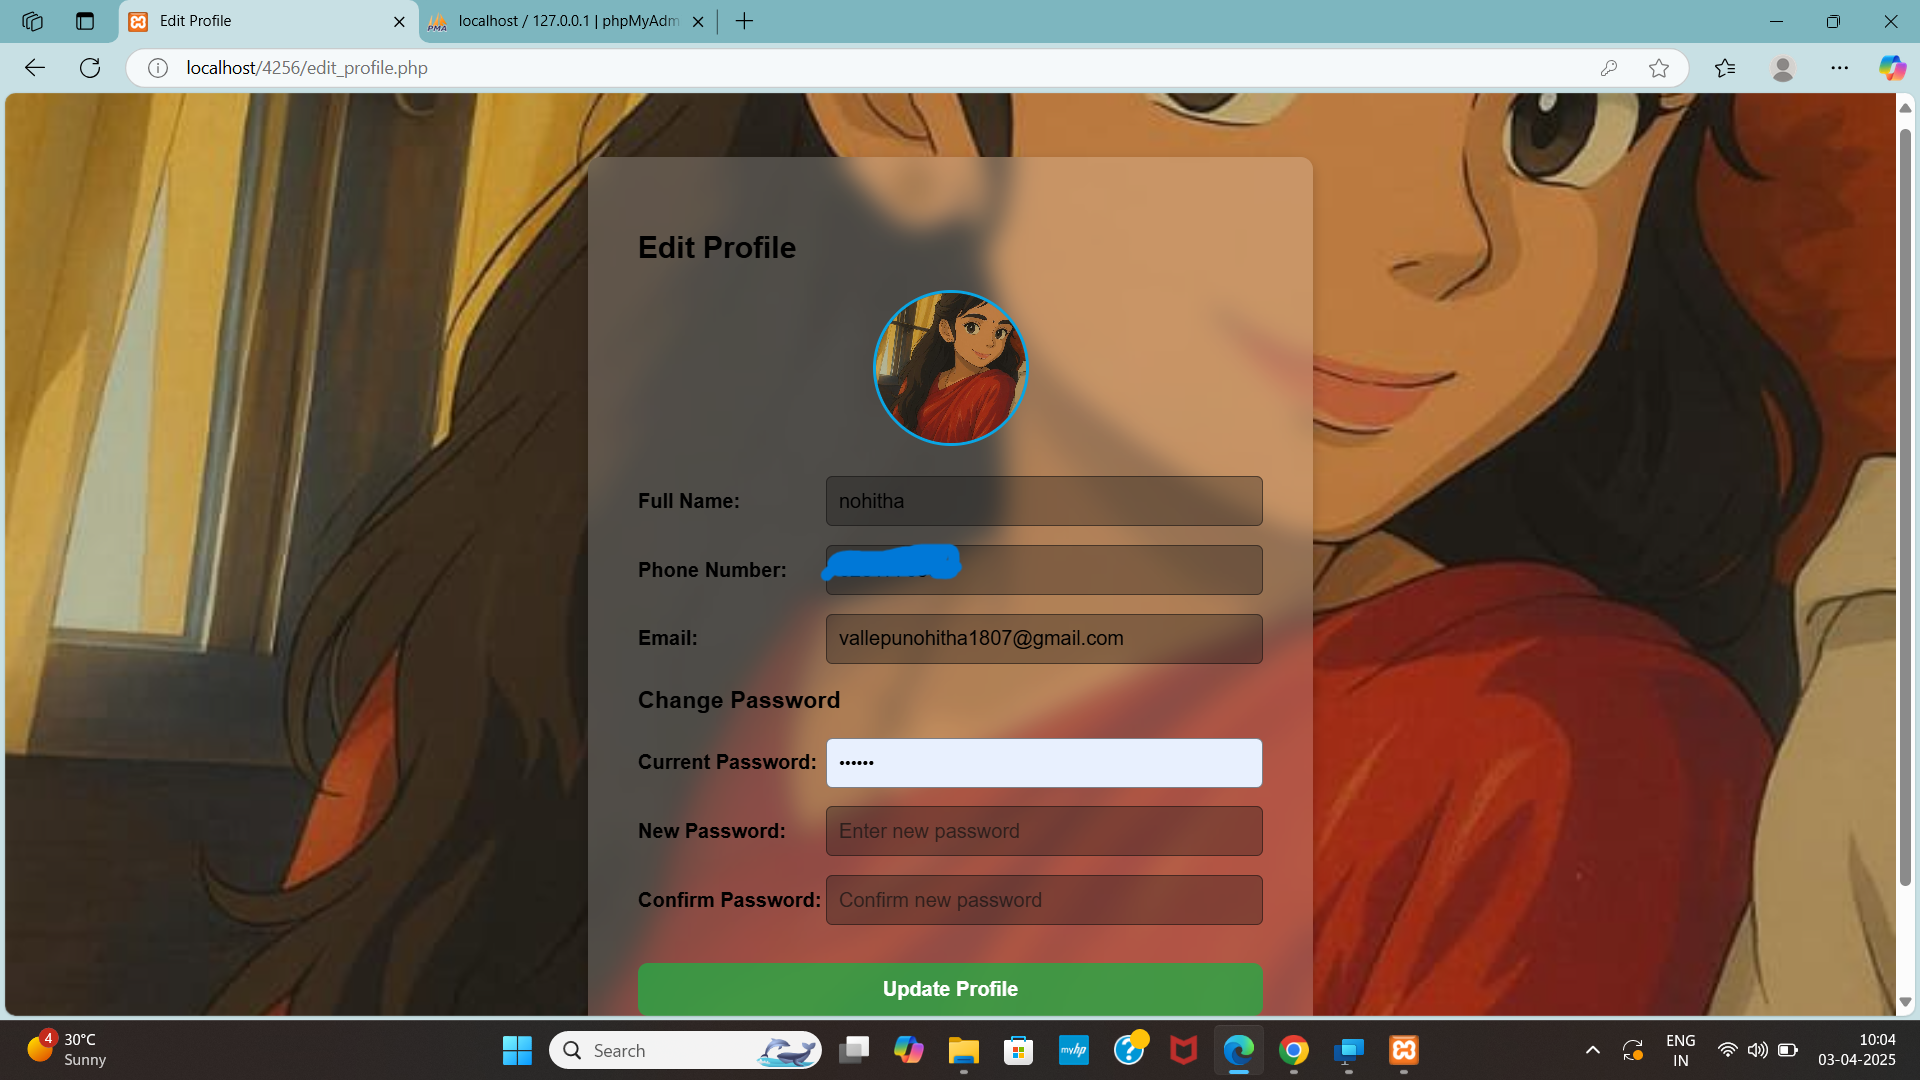 Edit Profile
localhost / 127.0.0.1 | phpMyAdm
PMA
localhost/4256/edit_profile.php
Edit Profile
Full Name: nohitha
Phone Number:
Email: vallepunohitha1807@gmail.com
Change Password
Current Password: ••••••
New Password: Enter new password
Confirm Password: Confirm new password
Update Profile
4
30°C
Sunny
Search
myhp
ENG
IN
10:04
03-04-2025